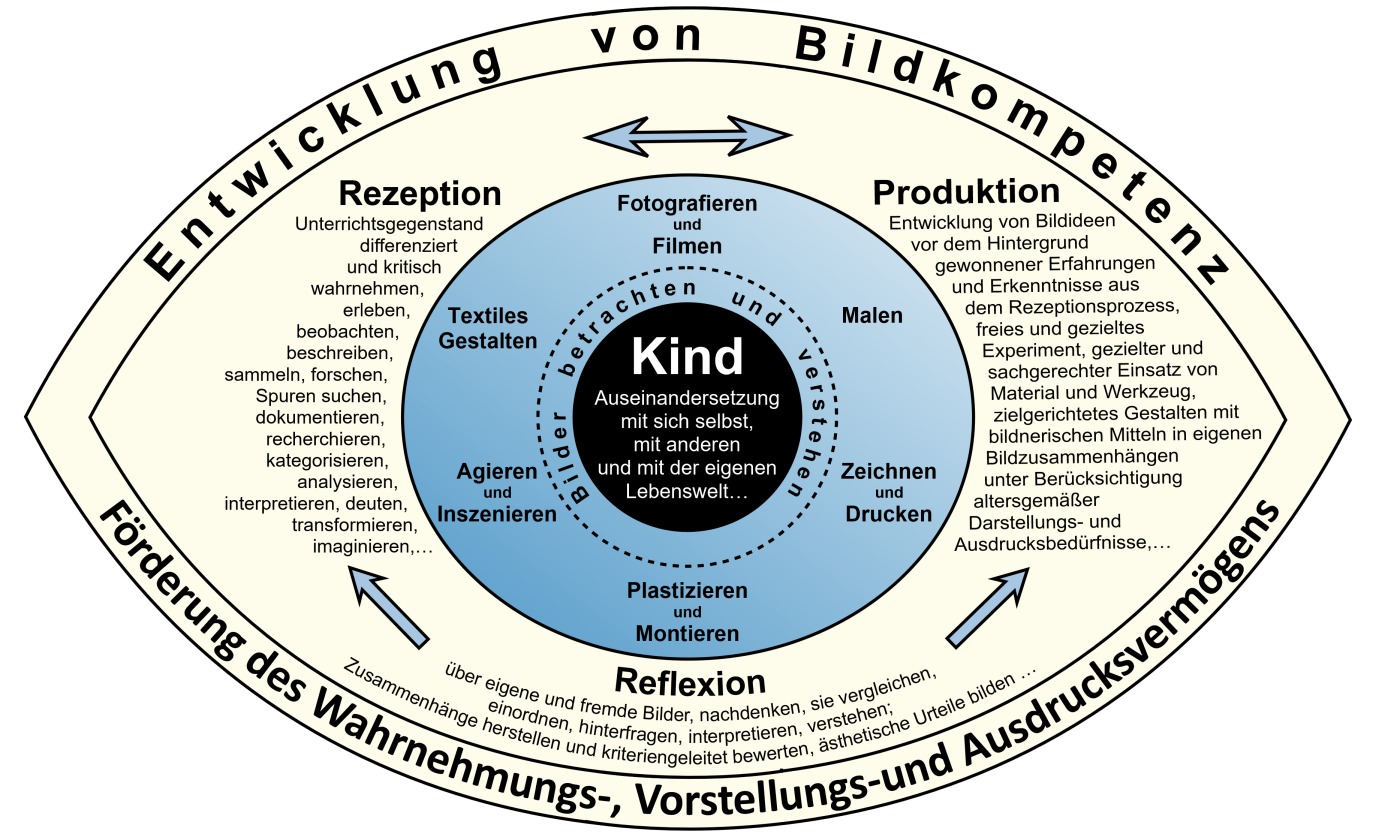 Entwicklung von Bildkompetenz
Rezeption
Unterrichtsgegenstand
differenziert
und kritisch
wahrnehmen,
erleben,
beobachten,
beschreiben,
sammeln, forschen,
Spuren suchen,
dokumentieren,
recherchieren,
kategorisieren,
analysieren,
interpretieren, deuten,
transformieren,
imaginieren,…
Fotografieren
und
Filmen
Textiles
Gestalten
Malen
Agieren
und
Inszenieren
Zeichnen
und
Drucken
Plastizieren
und
Montieren
Bilder betrachten und verstehen
Kind
Auseinandersetzung
mit sich selbst,
mit anderen
und mit der eigenen
Lebenswelt…
Produktion
Entwicklung von Bildideen
vor dem Hintergrund
gewonnener Erfahrungen
und Erkenntnisse aus
dem Rezeptionsprozess,
freies und gezieltes
Experiment, gezielter und
sachgerechter Einsatz von
Material und Werkzeug,
zielgerichtetes Gestalten mit
bildnerischen Mitteln in eigenen
Bildzusammenhängen
unter Berücksichtigung
altersgemäßer
Darstellungs- und
Ausdrucksbedürfnisse,…
Reflexion
über eigene und fremde Bilder, nachdenken, sie vergleichen,
einordnen, hinterfragen, interpretieren, verstehen;
Zusammenhänge herstellen und kriteriengeleitet bewerten, ästhetische Urteile bilden …
Förderung des Wahrnehmungs-, Vorstellungs-und Ausdrucksvermögens